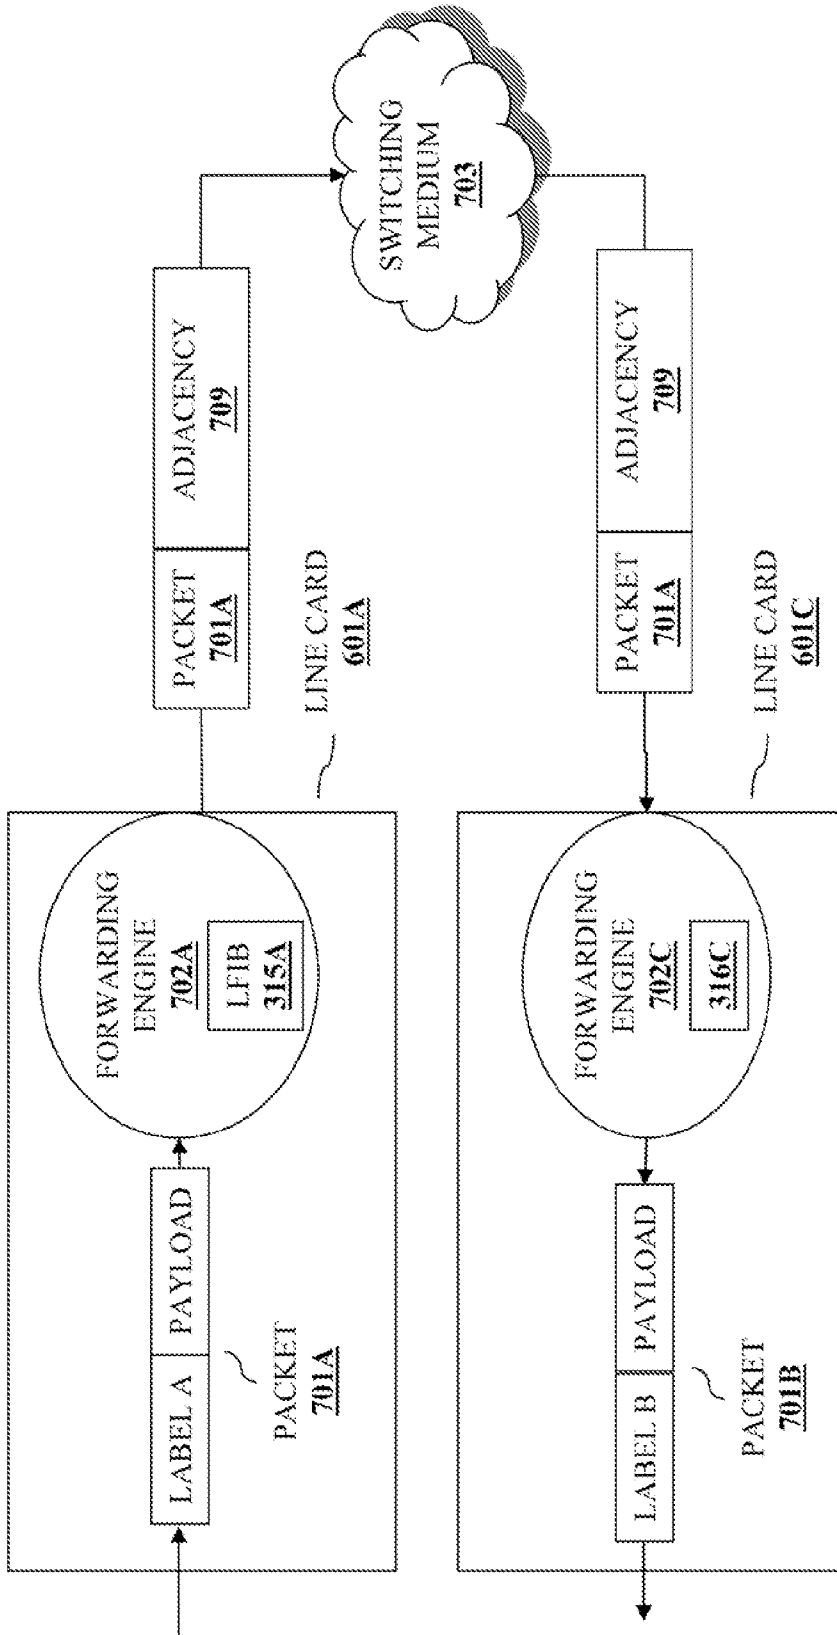 LABEL A
PAYLOAD
PACKET
701A
FORWARDING
ENGINE
702A
LFIB
315A
LINE CARD
601A
PACKET
701A
ADJACENCY
709
SWITCHING
MEDIUM
703
PACKET
701A
ADJACENCY
709
LINE CARD
601C
FORWARDING
ENGINE
702C
316C
LABEL B
PAYLOAD
PACKET
701B